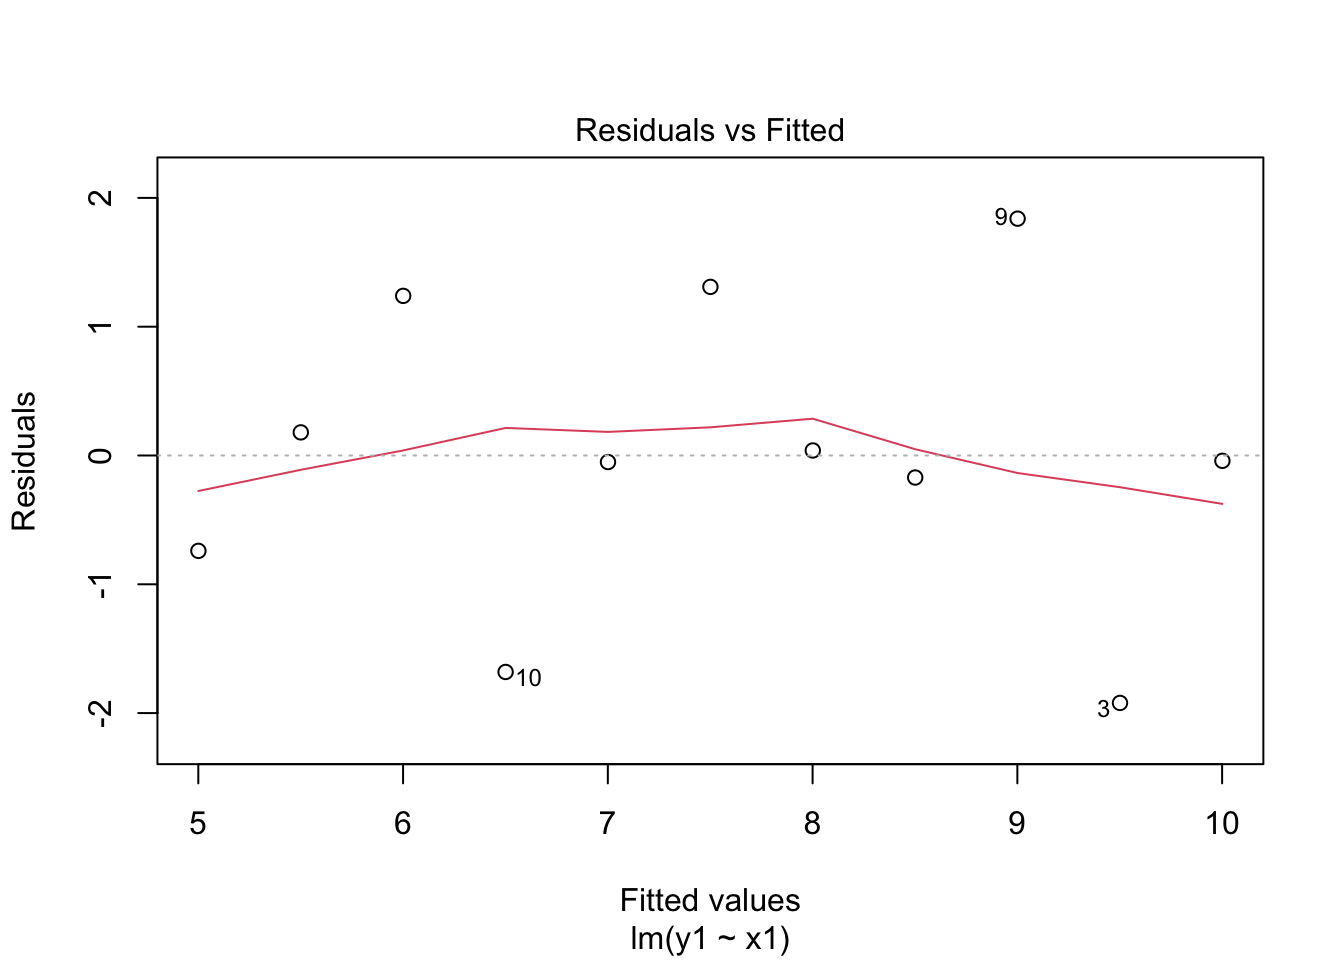 Residuals vs Fitted
Residuals
2
1
0
-1
-2
9
10
3
5 6 7 8 9 10
Fitted values
lm(y1 ~ x1)